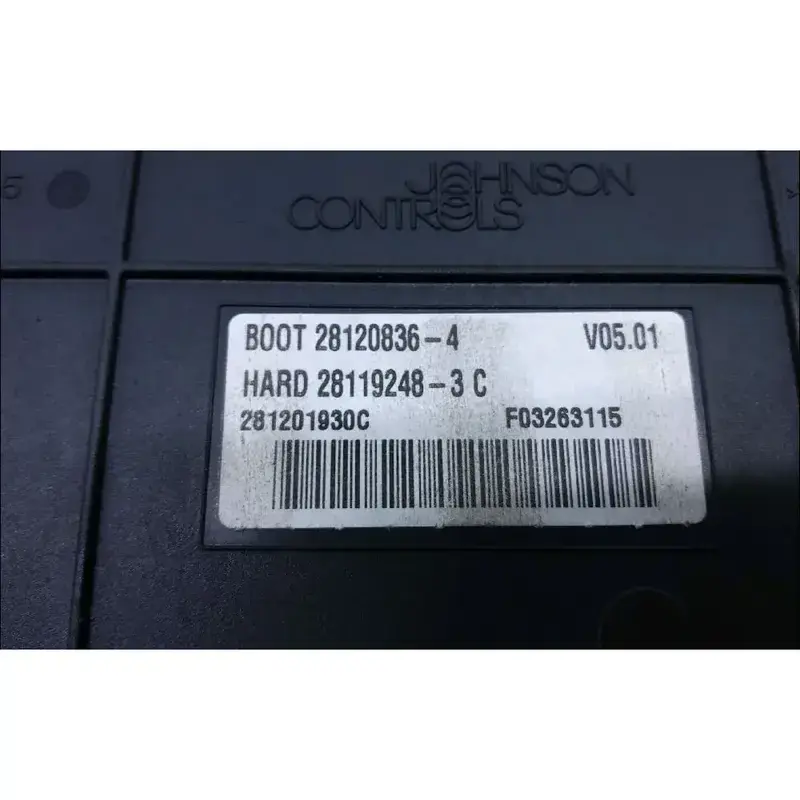 JOHNSON
CONTROLS
BOOT 28120836-4 V05.01
HARD 28119248-3 C
281201930C F03263115